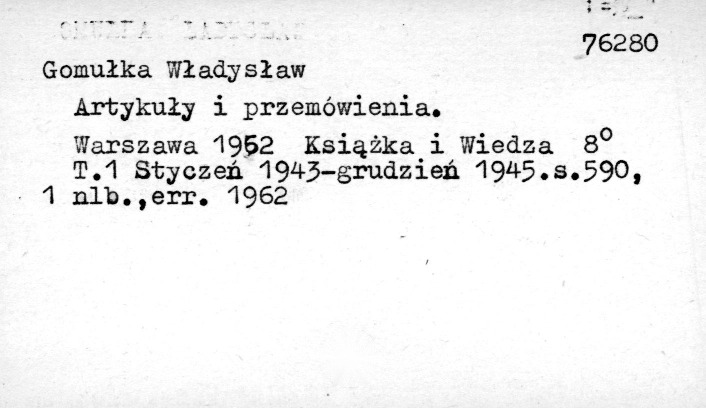 76280
Gomułka Władysław
Artykuły i przemówienia.
Warszawa 1962 Książka i Wiedza 8°
T.1 Styczeń 1943-grudzień 1945.s.590,
1 nlb.,err. 1962